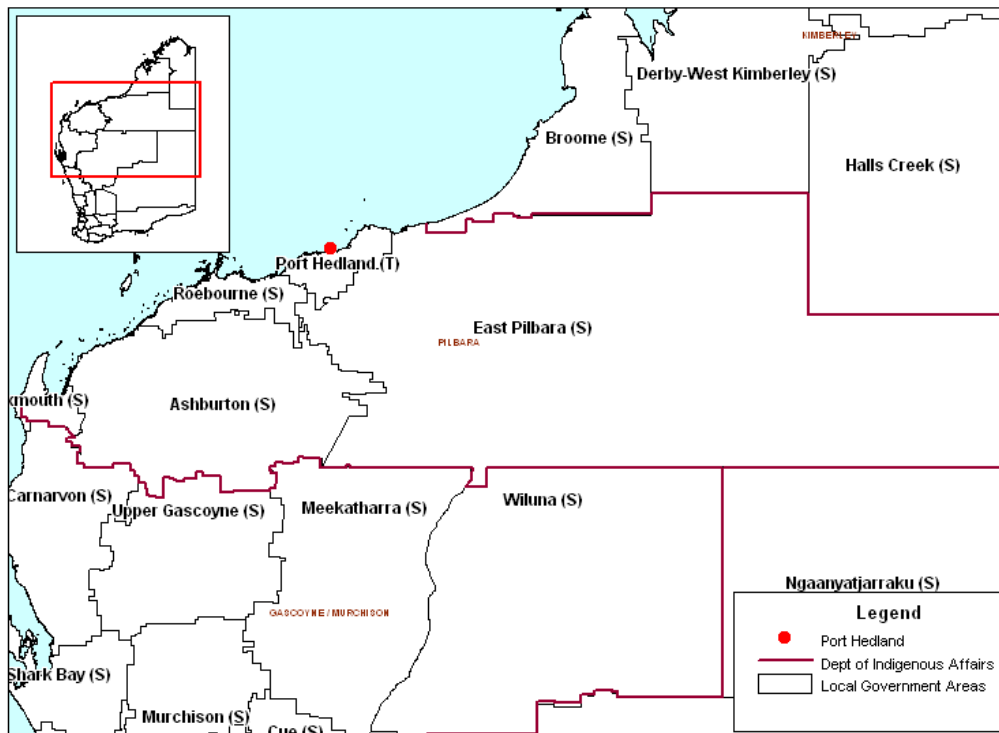 KIMBERLEY
Derby-West Kimberley (S)
Broome (S)
Halls Creek (S)
Port Hedland.(T)
Roebourne (S)
East Pilbara (S)
PILBARA
xmouth (S)
Ashburton (S)
Carnarvon (S)
Upper Gascoyne (S)
Meekatharra (S)
Wiluna (S)
Ngaanyatjarraku (S)
GASCOYNE / MURCHISON
Shark Bay (S)
Murchison (S)
Cue (S)
Legend
Port Hedland
Dept of Indigenous Affairs
Local Government Areas